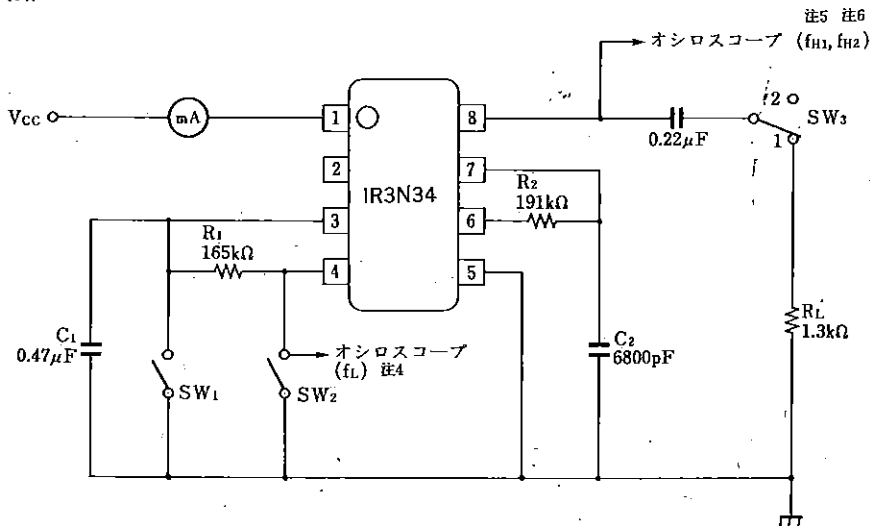 注5 注6
オシロスコープ (fH1, fH2)
VCC
mA
1
8
2
SW3
1
0.22μF
2
7
IR3N34
R2
191kΩ
3
6
R1
165kΩ
4
5
C1
0.47μF
SW1
オシロスコープ
(fL) 注4
SW2
C2
6800pF
RL
1.3kΩ